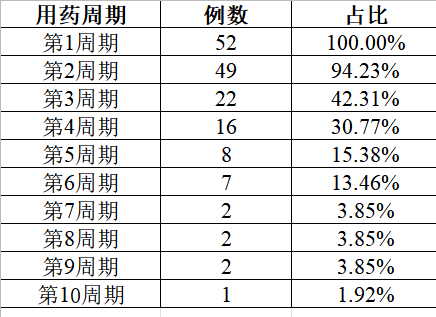 用药周期 例数 占比
第1周期 52 100.00%
第2周期 49 94.23%
第3周期 22 42.31%
第4周期 16 30.77%
第5周期 8 15.38%
第6周期 7 13.46%
第7周期 2 3.85%
第8周期 2 3.85%
第9周期 2 3.85%
第10周期 1 1.92%